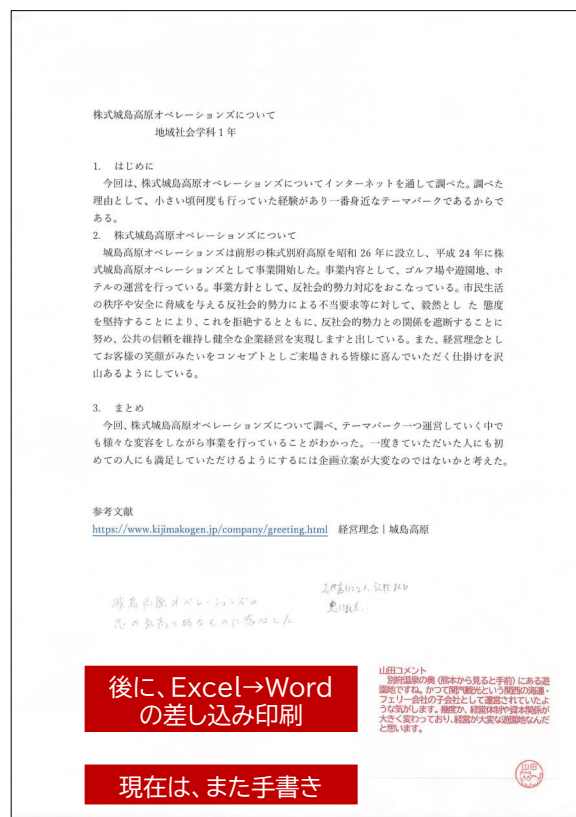 株式城島高原オペレーションズについて
地域社会学科1年
1. はじめに
今回は、株式城島高原オペレーションズについてインターネットを通して調べた。調べた
理由として、小さい頃何度も行っていた経験があり一番身近なテーマパークであるからで
ある。
2. 株式城島高原オペレーションズについて
城島高原オペレーションズは前形の株式別府高原を昭和 26 年に設立し、平成 24 年に株
式城島高原オペレーションズとして事業開始した。事業内容として、ゴルフ場や遊園地、ホ
テルの運営を行っている。事業方針として、反社会的勢力対応をおこなっている。市民生活
の秩序や安全に脅威を与える反社会的勢力による不当要求等に対して、毅然とし た 態度
を堅持することにより、これを拒絶するとともに、反社会的勢力との関係を遮断することに
努め、公共の信頼を維持し健全な企業経営を実現しますと出している。また、経営理念とし
てお客様の笑顔がみたいをコンセプトとしご来場される皆様に喜んでいただく仕掛けを沢
山あるようにしている。
3. まとめ
今回、株式城島高原オペレーションズについて調べ、テーマパーク一つ運営していく中で
も様々な変容をしながら事業を行っていることがわかった。一度きていただいた人にも初
めての人にも満足していただけるようにするには企画立案が大変なのではないかと考えた。
参考文献
https://www.kijimakogen.jp/company/greeting.html 経営理念 | 城島高原
城島高原オペレーションズの
後に、Excel→Word
の差し込み印刷
現在は、また手書き
山田コメント
別府温泉の奥（熊本から見ると手前）にある遊
園地ですね。かつて関門観光という関西の海運・
フェリー会社の子会社として運営されていたよ
うな気がします。幾度か、経営体制や資本関係が
大きく変わっており、経営が大変な遊園地なんだ
と思います。
山田